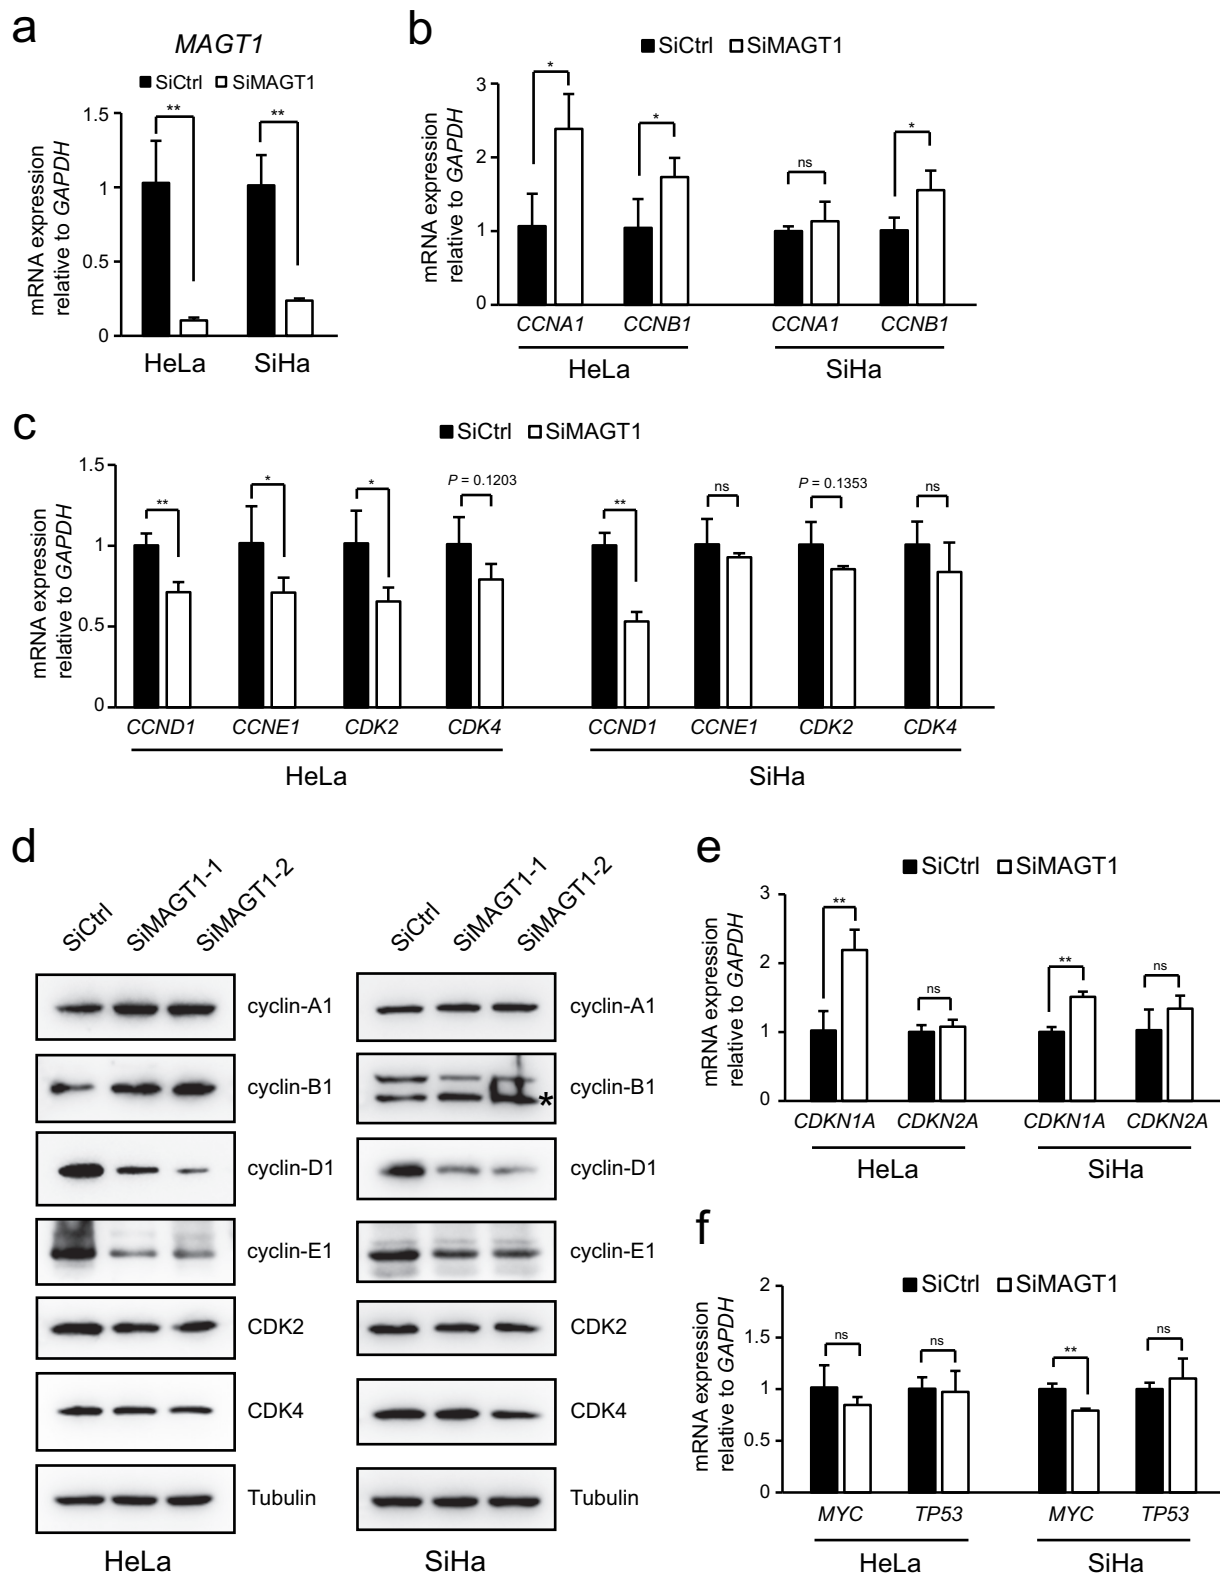 a
MAGT1
SiCtrl SiMAGT1
mRNA expression
relative to GAPDH
1.5
1
0.5
0
** **
HeLa SiHa
b
SiCtrl SiMAGT1
mRNA expression
relative to GAPDH
3
2
1
0
* * ns *
CCNA1 CCNB1 CCNA1 CCNB1
HeLa SiHa
c
SiCtrl SiMAGT1
mRNA expression
relative to GAPDH
1.5
1
0.5
0
** * * P = 0.1203 ** ns P = 0.1353 ns
CCND1 CCNE1 CDK2 CDK4 CCND1 CCNE1 CDK2 CDK4
HeLa SiHa
d
SiCtrl SiMAGT1-1 SiMAGT1-2 SiCtrl SiMAGT1-1 SiMAGT1-2
cyclin-A1 cyclin-A1
cyclin-B1 * cyclin-B1
cyclin-D1 cyclin-D1
cyclin-E1 cyclin-E1
CDK2 CDK2
CDK4 CDK4
Tubulin Tubulin
HeLa SiHa
e
SiCtrl SiMAGT1
mRNA expression
relative to GAPDH
3
2
1
0
** ns ** ns
CDKN1A CDKN2A CDKN1A CDKN2A
HeLa SiHa
f
SiCtrl SiMAGT1
mRNA expression
relative to GAPDH
2
1.5
1
0.5
0
ns ns ** ns
MYC TP53 MYC TP53
HeLa SiHa